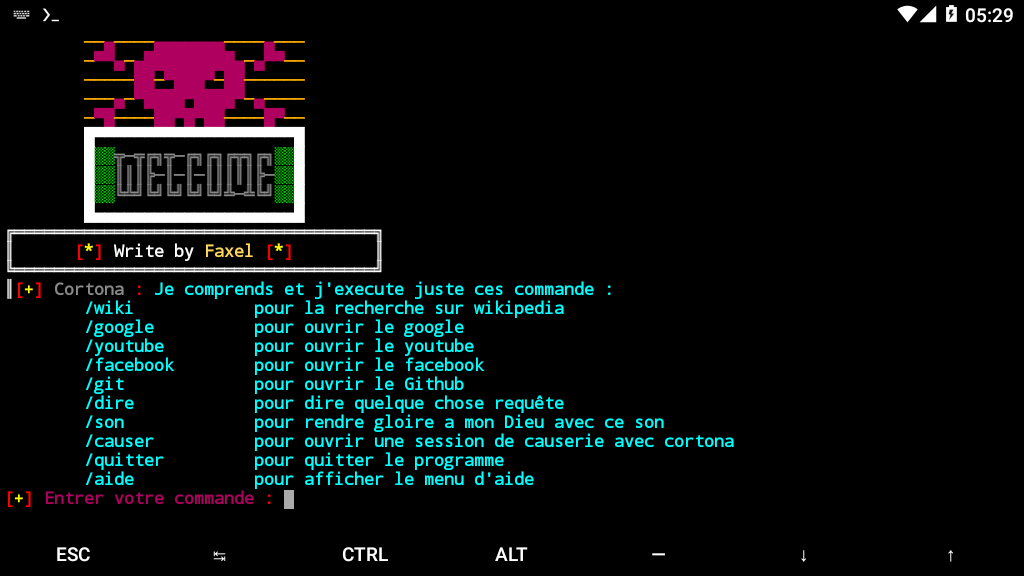 05:29
WELCOME
[*] Write by Faxel [*]
[+] Cortona : Je comprends et j'execute juste ces commande :
/wiki pour la recherche sur wikipedia
/google pour ouvrir le google
/youtube pour ouvrir le youtube
/facebook pour ouvrir le facebook
/git pour ouvrir le Github
/dire pour dire quelque chose requête
/son pour rendre gloire a mon Dieu avec ce son
/causer pour ouvrir une session de causerie avec cortona
/quitter pour quitter le programme
/aide pour afficher le menu d'aide
[+] Entrer votre commande :
ESC ↹ CTRL ALT — ↓ ↑